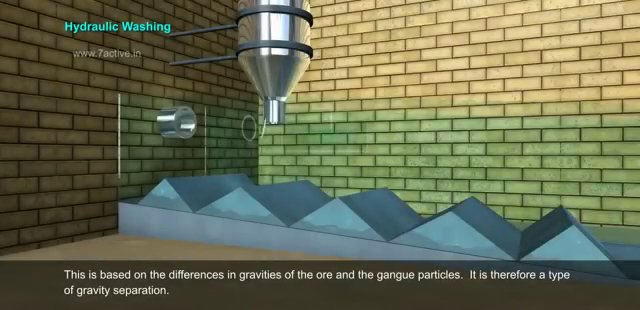 Hydraulic Washing
www.7active.in
This is based on the differences in gravities of the ore and the gangue particles.  It is therefore a type
of gravity separation.